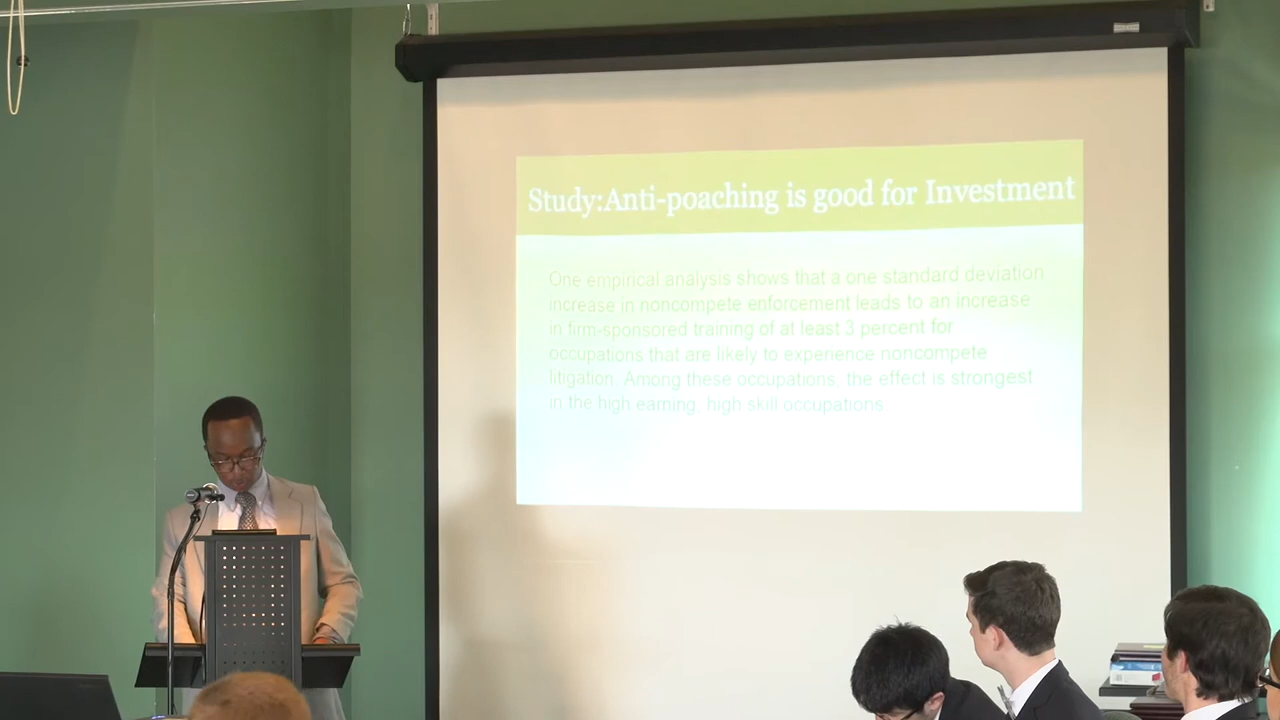 Study:Anti-poaching is good for Investment
One empirical analysis shows that a one standard deviation
increase in noncompete enforcement leads to an increase
in firm-sponsored training of at least 3 percent for
occupations that are likely to experience noncompete
litigation. Among these occupations, the effect is strongest
in the high earning, high skill occupations